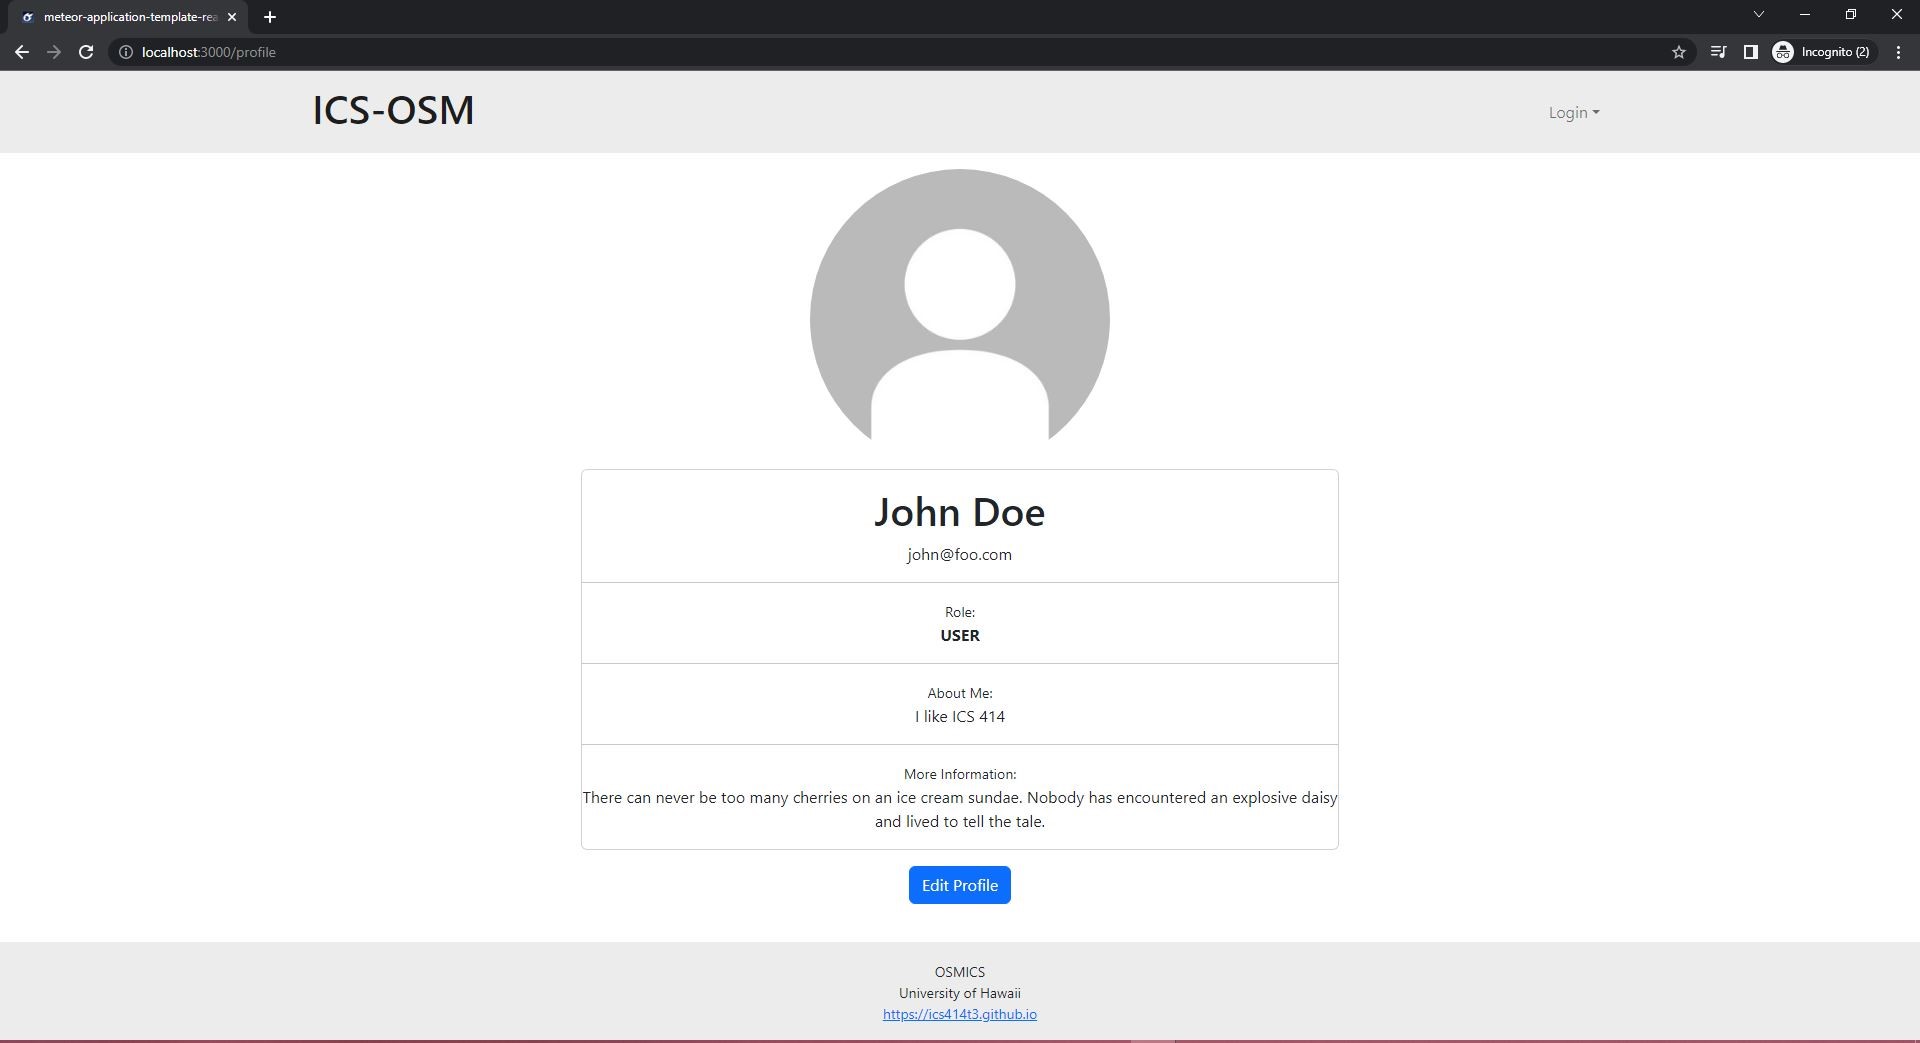 meteor-application-template-rea
localhost:3000/profile
Incognito (2)
ICS-OSM
Login
John Doe
john@foo.com
Role:
USER
About Me:
I like ICS 414
More Information:
There can never be too many cherries on an ice cream sundae. Nobody has encountered an explosive daisy
and lived to tell the tale.
Edit Profile
OSMICS
University of Hawaii
https://ics414t3.github.io